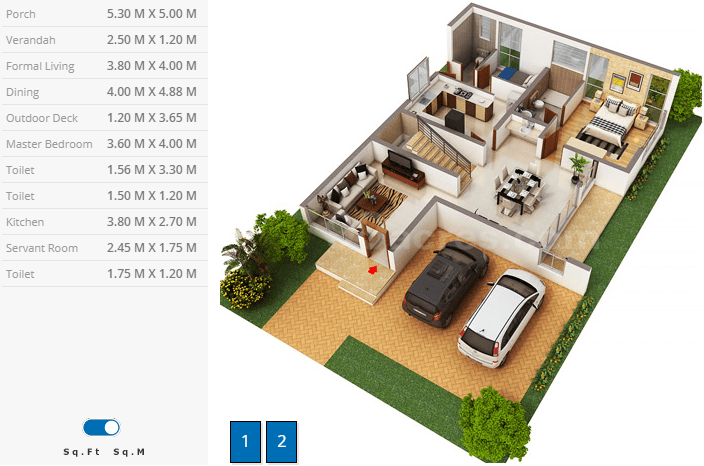 Porch 5.30 M X 5.00 M
Verandah 2.50 M X 1.20 M
Formal Living 3.80 M X 4.00 M
Dining 4.00 M X 4.88 M
Outdoor Deck 1.20 M X 3.65 M
Master Bedroom 3.60 M X 4.00 M
Toilet 1.56 M X 3.30 M
Toilet 1.50 M X 1.20 M
Kitchen 3.80 M X 2.70 M
Servant Room 2.45 M X 1.75 M
Toilet 1.75 M X 1.20 M
Sq.Ft Sq.M
1 2